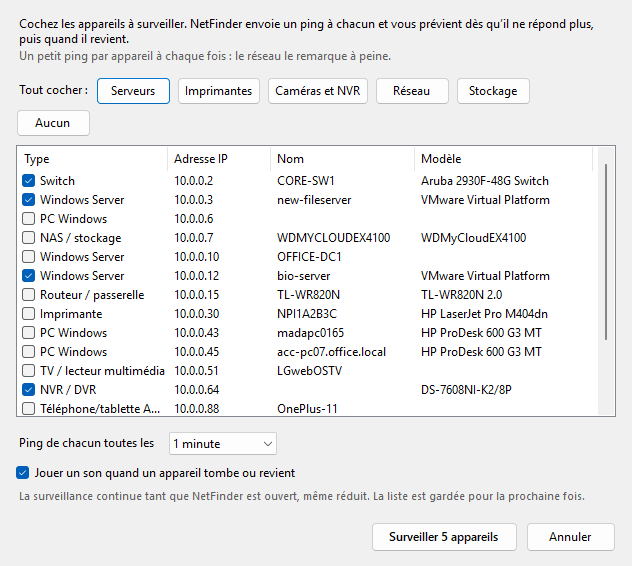 Cochez les appareils à surveiller. NetFinder envoie un ping à chacun et vous prévient dès qu'il ne répond plus,
puis quand il revient.
Un petit ping par appareil à chaque fois : le réseau le remarque à peine.
Tout cocher : Serveurs Imprimantes Caméras et NVR Réseau Stockage
Aucun
Type Adresse IP Nom Modèle
Switch 10.0.0.2 CORE-SW1 Aruba 2930F-48G Switch
Windows Server 10.0.0.3 new-fileserver VMware Virtual Platform
PC Windows 10.0.0.6
NAS / stockage 10.0.0.7 WDMYCLOUDEX4100 WDMyCloudEX4100
Windows Server 10.0.0.10 OFFICE-DC1
Windows Server 10.0.0.12 bio-server VMware Virtual Platform
Routeur / passerelle 10.0.0.15 TL-WR820N TL-WR820N 2.0
Imprimante 10.0.0.30 NPI1A2B3C HP LaserJet Pro M404dn
PC Windows 10.0.0.43 madapc0165 HP ProDesk 600 G3 MT
PC Windows 10.0.0.45 acc-pc07.office.local HP ProDesk 600 G3 MT
TV / lecteur multimédia 10.0.0.51 LGwebOSTV
NVR / DVR 10.0.0.64 DS-7608NI-K2/8P
Téléphone/tablette A... 10.0.0.88 OnePlus-11
Ping de chacun toutes les 1 minute
Jouer un son quand un appareil tombe ou revient
La surveillance continue tant que NetFinder est ouvert, même réduit. La liste est gardée pour la prochaine fois.
Surveiller 5 appareils Annuler